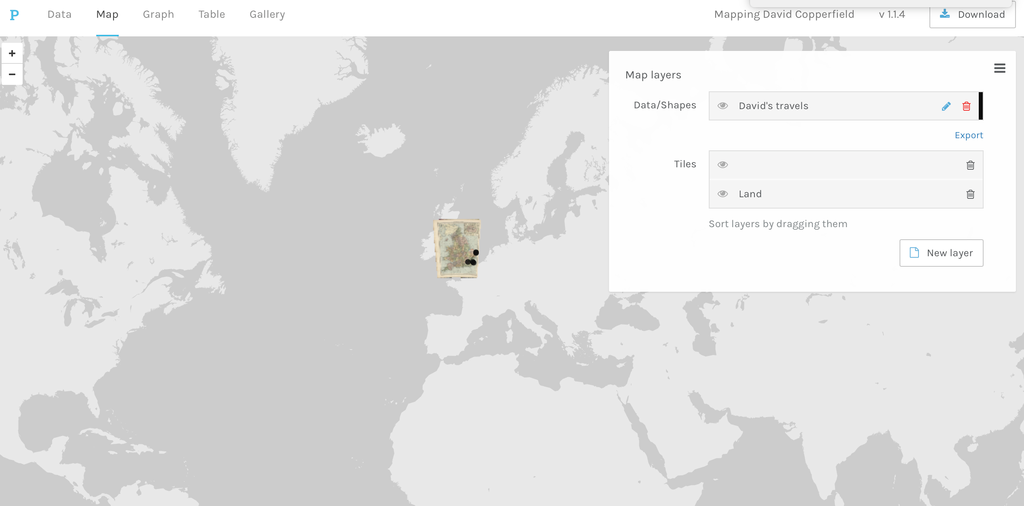 P Data Map Graph Table Gallery Mapping David Copperfield v 1.1.4 Download
+
−
Map layers
Data/Shapes David's travels
Export
Tiles
Land
Sort layers by dragging them
New layer